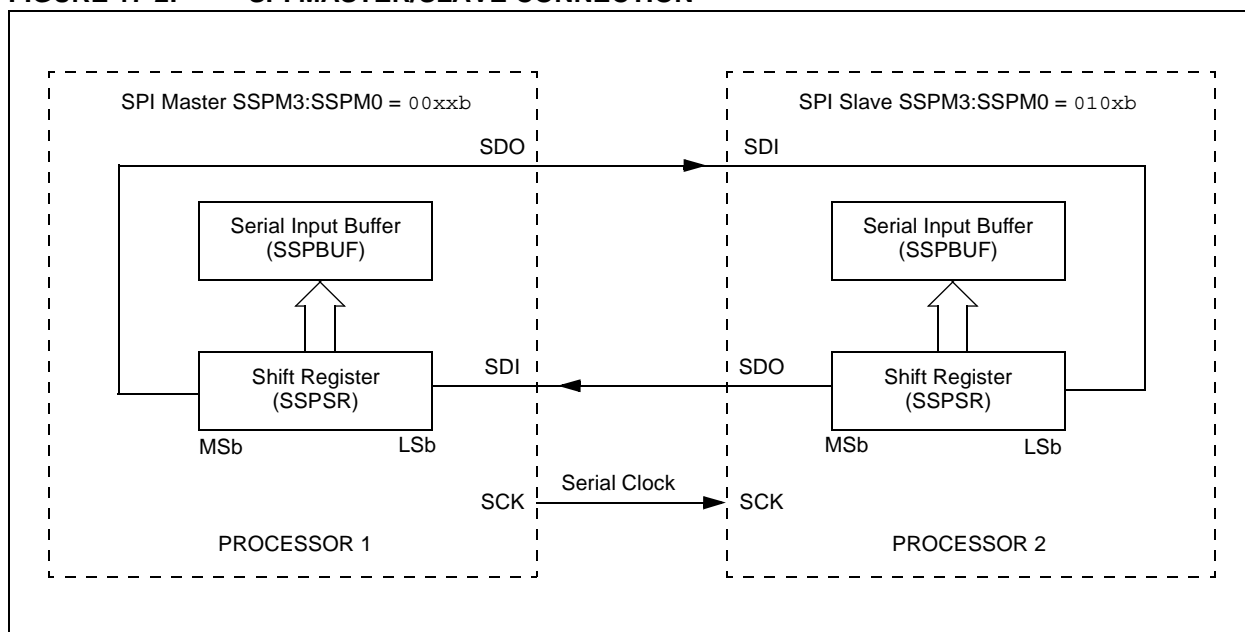 SPI Master SSPM3:SSPM0 = 00xxb
SPI Slave SSPM3:SSPM0 = 010xb
SDO
SDI
Serial Input Buffer
(SSPBUF)
Serial Input Buffer
(SSPBUF)
Shift Register
(SSPSR)
SDI
SDO
Shift Register
(SSPSR)
MSb
LSb
MSb
LSb
Serial Clock
SCK
SCK
PROCESSOR 1
PROCESSOR 2